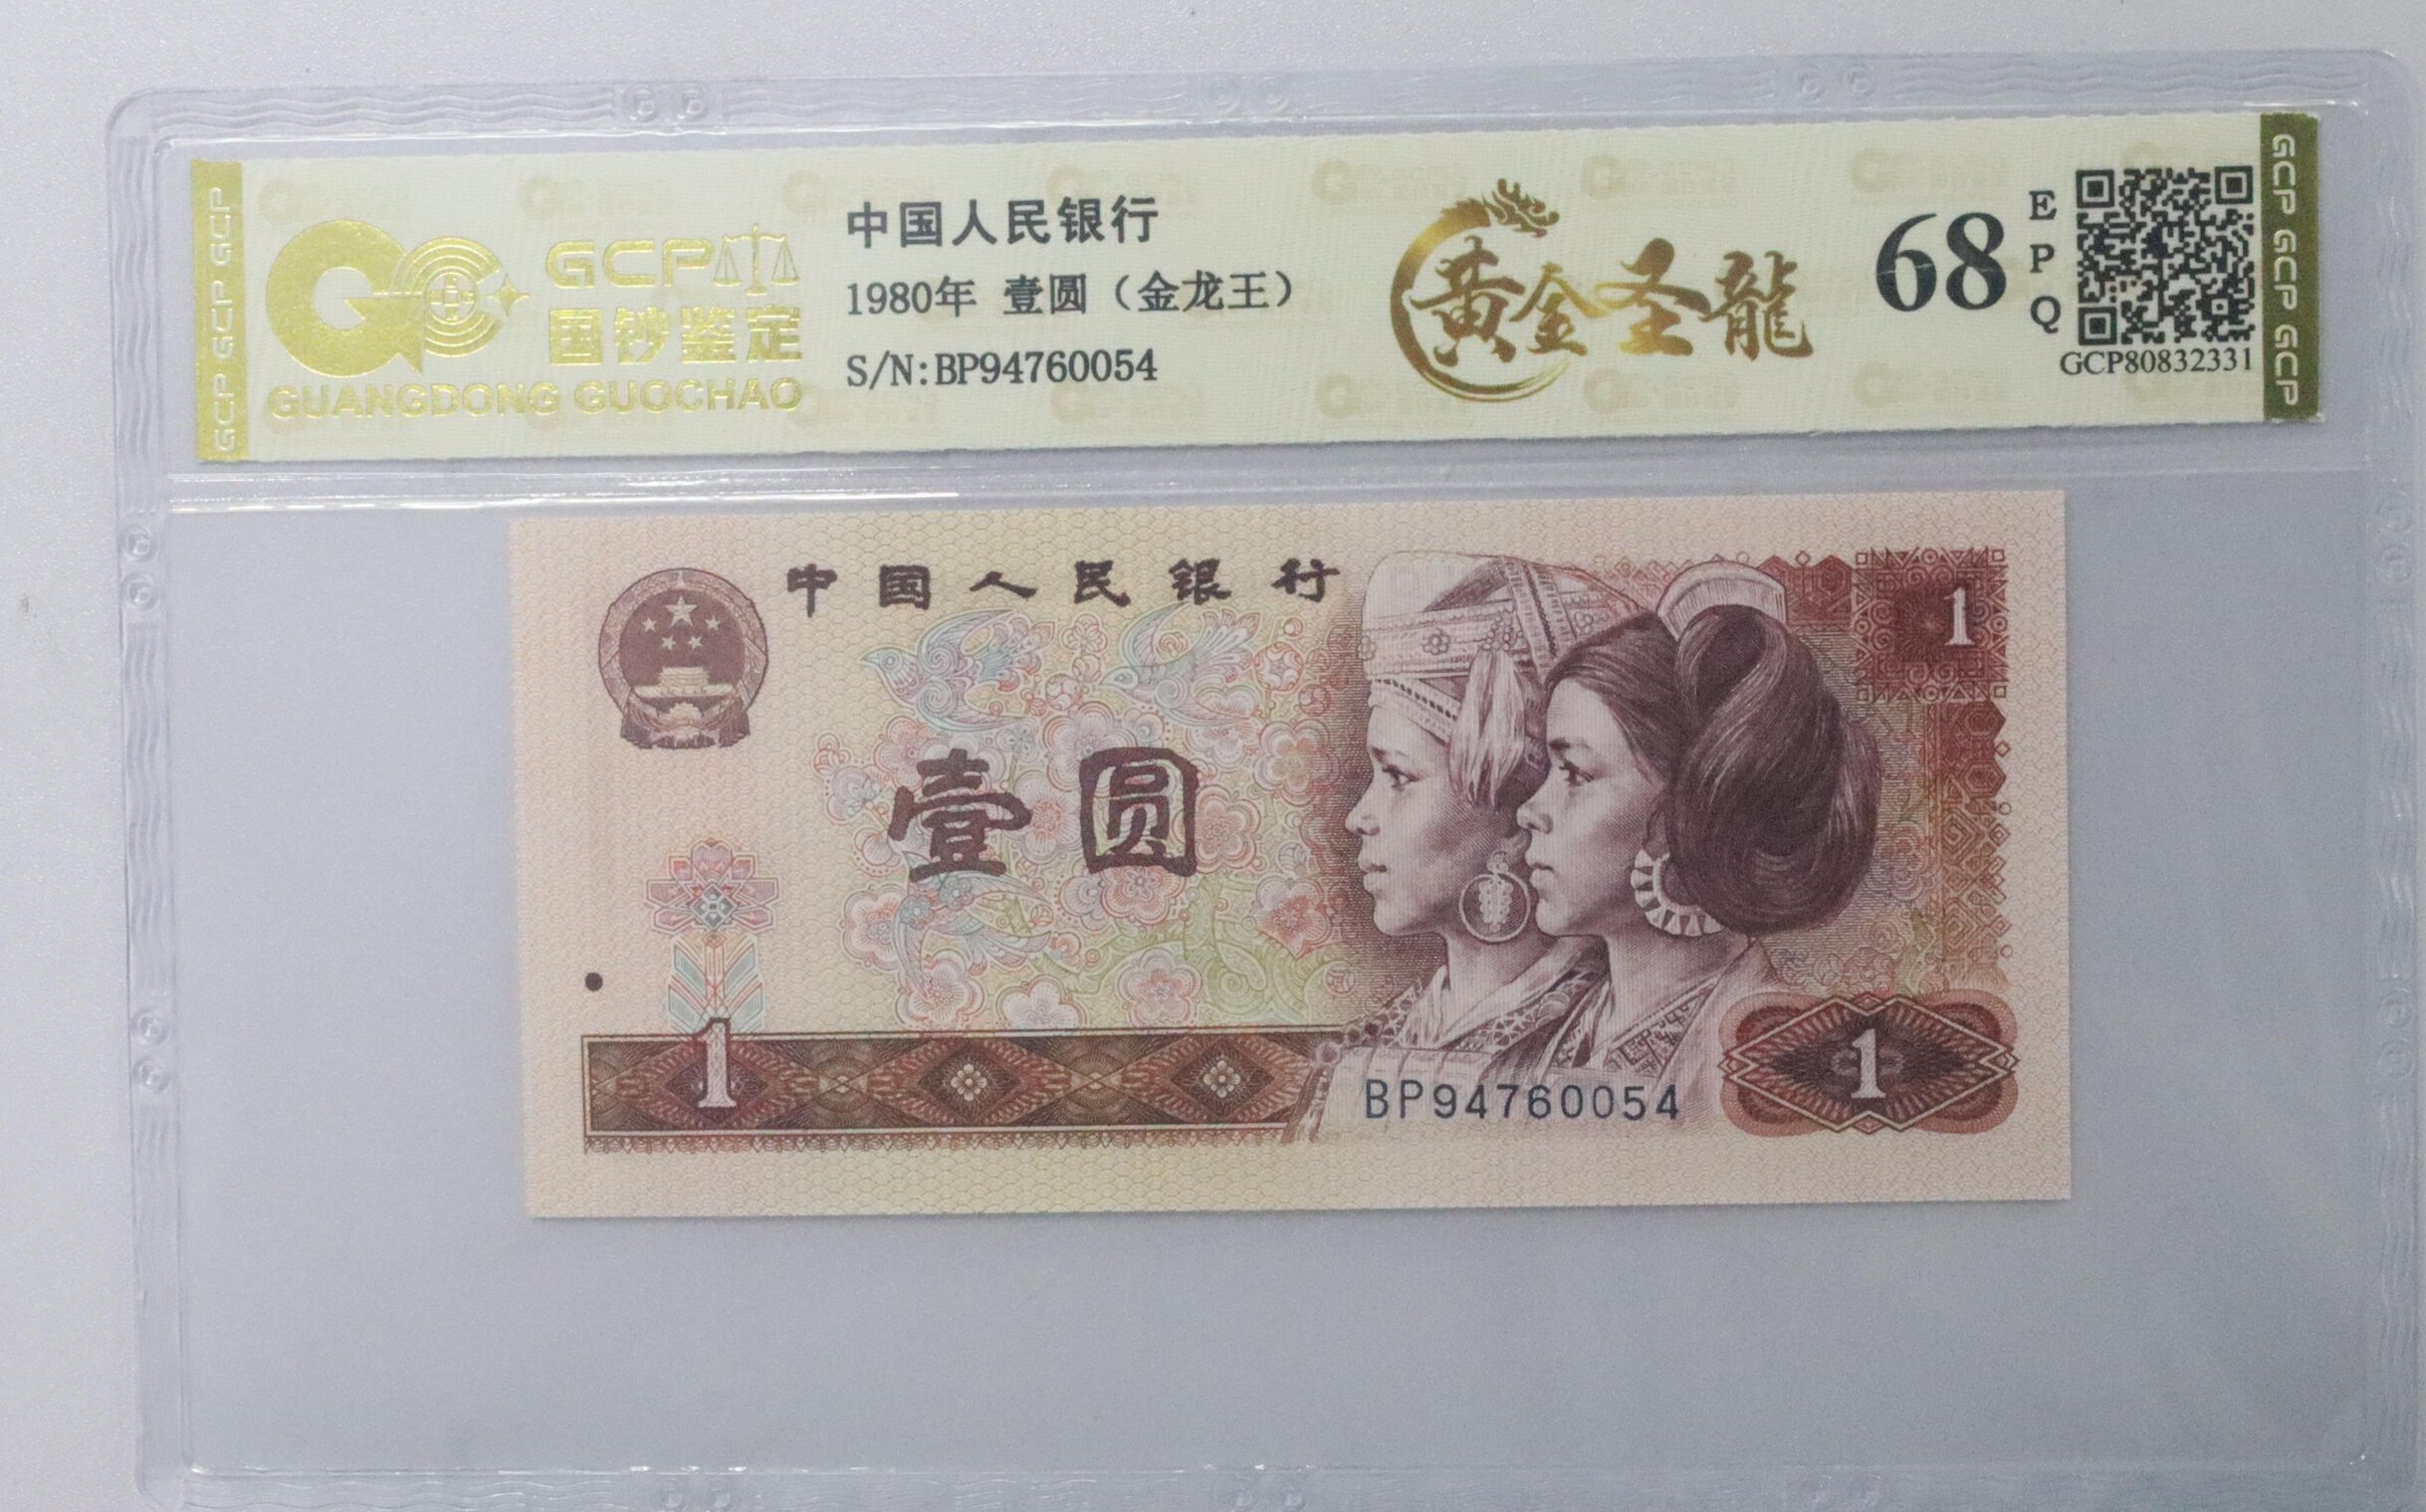 GCP GCP GCP
GCP
国钞鉴定
GUANGDONG GUOCHAO
中国人民银行
1980年 壹圆（金龙王）
S/N:BP94760054
黄金圣龍
68
E
P
Q
GCP80832331
GCP GCP GCP
中国人民银行
1
壹圆
1
BP94760054
1